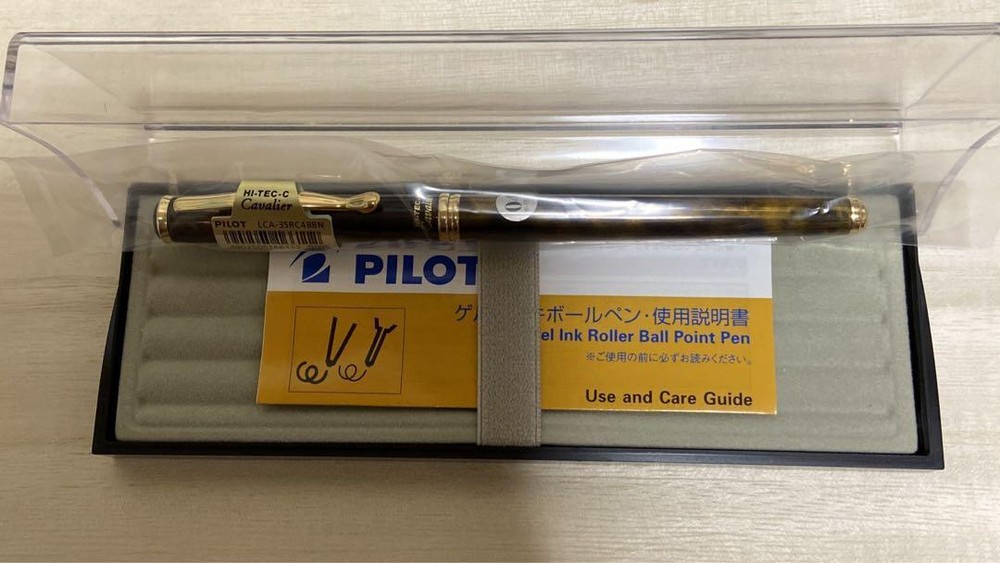 HI-TEC-C
Cavalier
PILOT LCA-35RC4BBN
PILOT
ボールペン・使用説明書
el Ink Roller Ball Point Pen
※ご使用の前に必ずお読みください。
Use and Care Guide